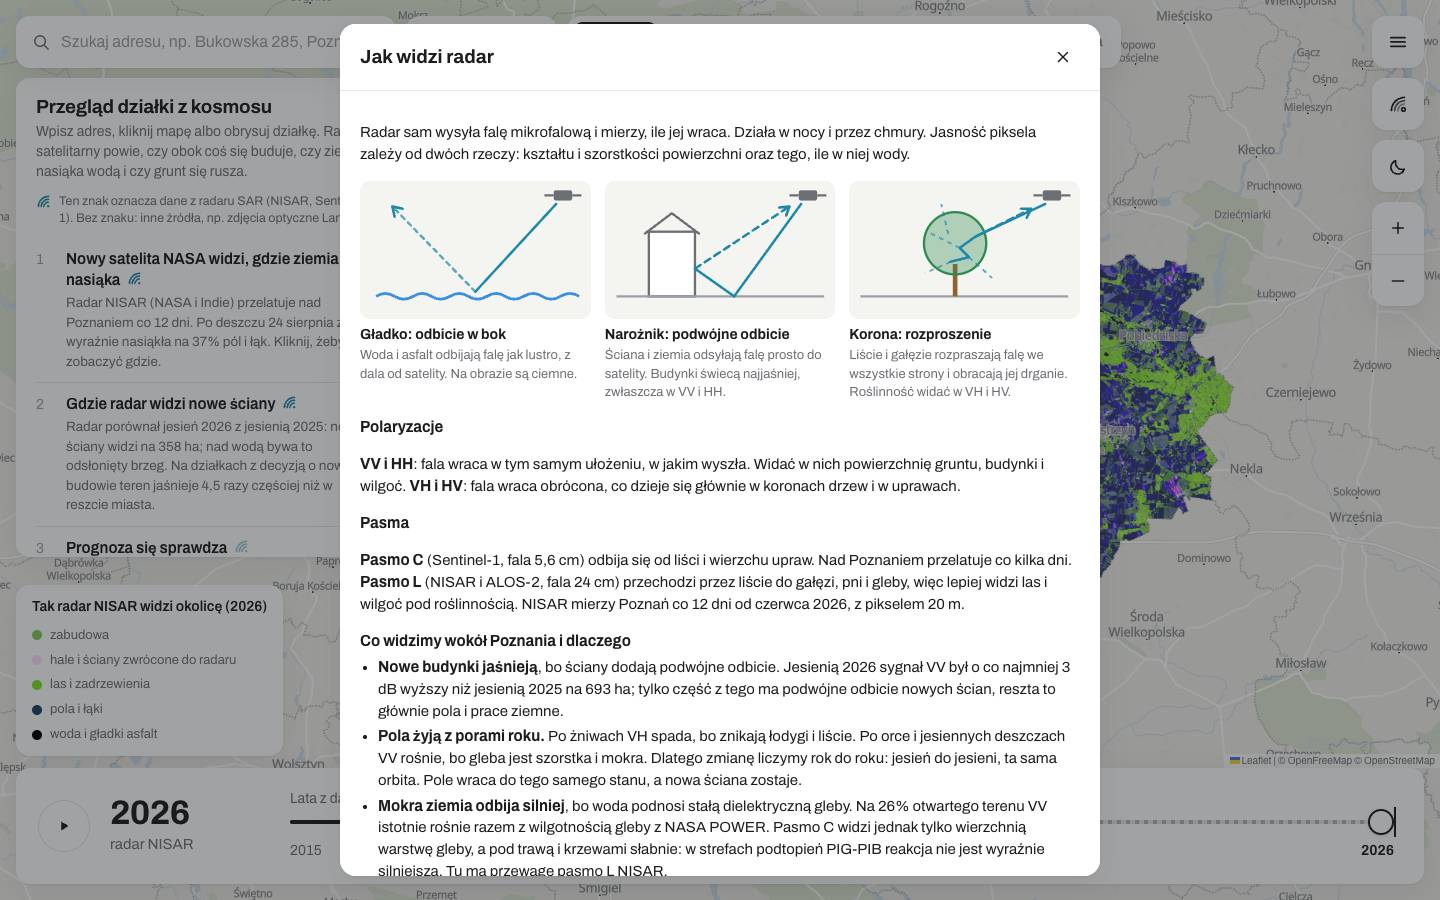 Szukaj adresu, np. Bukowska 285, Pozn
Przegląd działki z kosmosu
Wpisz adres, kliknij mapę albo obrysuj działkę. Ra
satelitarny powie, czy obok coś się buduje, czy zie
nasiąka wodą i czy grunt się rusza.
Ten znak oznacza dane z radaru SAR (NISAR, Sent
1). Bez znaku: inne źródła, np. zdjęcia optyczne Lan
1
Nowy satelita NASA widzi, gdzie ziemia
nasiąka
Radar NISAR (NASA i Indie) przelatuje nad
Poznaniem co 12 dni. Po deszczu 24 sierpnia z
wyraźnie nasiąkła na 37% pól i łąk. Kliknij, żeby
zobaczyć gdzie.
2
Gdzie radar widzi nowe ściany
Radar porównał jesień 2026 z jesienią 2025: no
ściany widzi na 358 ha; nad wodą bywa to
odsłonięty brzeg. Na działkach z decyzją o now
budowie teren jaśnieje 4,5 razy częściej niż w
reszcie miasta.
3
Prognoza się sprawdza
Tak radar NISAR widzi okolicę (2026)
zabudowa
hale i ściany zwrócone do radaru
las i zadrzewienia
pola i łąki
woda i gładki asfalt
2026
radar NISAR
Lata z da
2015
2026
Jak widzi radar
Radar sam wysyła falę mikrofalową i mierzy, ile jej wraca. Działa w nocy i przez chmury. Jasność piksela
zależy od dwóch rzeczy: kształtu i szorstkości powierzchni oraz tego, ile w niej wody.
Gładko: odbicie w bok
Woda i asfalt odbijają falę jak lustro, z
dala od satelity. Na obrazie są ciemne.
Narożnik: podwójne odbicie
Ściana i ziemia odsyłają falę prosto do
satelity. Budynki świecą najjaśniej,
zwłaszcza w VV i HH.
Korona: rozproszenie
Liście i gałęzie rozpraszają falę we
wszystkie strony i obracają jej drganie.
Roślinność widać w VH i HV.
Polaryzacje
VV i HH: fala wraca w tym samym ułożeniu, w jakim wyszła. Widać w nich powierzchnię gruntu, budynki i
wilgoć. VH i HV: fala wraca obrócona, co dzieje się głównie w koronach drzew i w uprawach.
Pasma
Pasmo C (Sentinel-1, fala 5,6 cm) odbija się od liści i wierzchu upraw. Nad Poznaniem przelatuje co kilka dni.
Pasmo L (NISAR i ALOS-2, fala 24 cm) przechodzi przez liście do gałęzi, pni i gleby, więc lepiej widzi las i
wilgoć pod roślinnością. NISAR mierzy Poznań co 12 dni od czerwca 2026, z pikselem 20 m.
Co widzimy wokół Poznania i dlaczego
• Nowe budynki jaśnieją, bo ściany dodają podwójne odbicie. Jesienią 2026 sygnał VV był o co najmniej 3
dB wyższy niż jesienią 2025 na 693 ha; tylko część z tego ma podwójne odbicie nowych ścian, reszta to
głównie pola i prace ziemne.
• Pola żyją z porami roku. Po żniwach VH spada, bo znikają łodygi i liście. Po orce i jesiennych deszczach
VV rośnie, bo gleba jest szorstka i mokra. Dlatego zmianę liczymy rok do roku: jesień do jesieni, ta sama
orbita. Pole wraca do tego samego stanu, a nowa ściana zostaje.
• Mokra ziemia odbija silniej, bo woda podnosi stałą dielektryczną gleby. Na 26% otwartego terenu VV
istotnie rośnie razem z wilgotnością gleby z NASA POWER. Pasmo C widzi jednak tylko wierzchnią
warstwę gleby, a pod trawą i krzewami słabnie: w strefach podtopień PIG-PIB reakcja nie jest wyraźnie
silniejsza. Tu ma przewagę pasmo L NISAR.
Rogoźno
Mieścisko
Gącz
Ośno
Mieleszyn
Kłecko
Pruchnowo
Kiszkowo
Dziećmiarki
Obora
Łubowo
Pobiedziska
Żydowo
Czerniejewo
Nekla
Sokołowo
Września
Dominowo
Środa
Wielkopolska
Kołaczkowo
Miłosław
Dąbrówka
Wielkopolska
Wolsztyn
Świętno
Przemęt
Śmigiel
Cielcza
Leaflet | © OpenFreeMap © OpenStreetMap